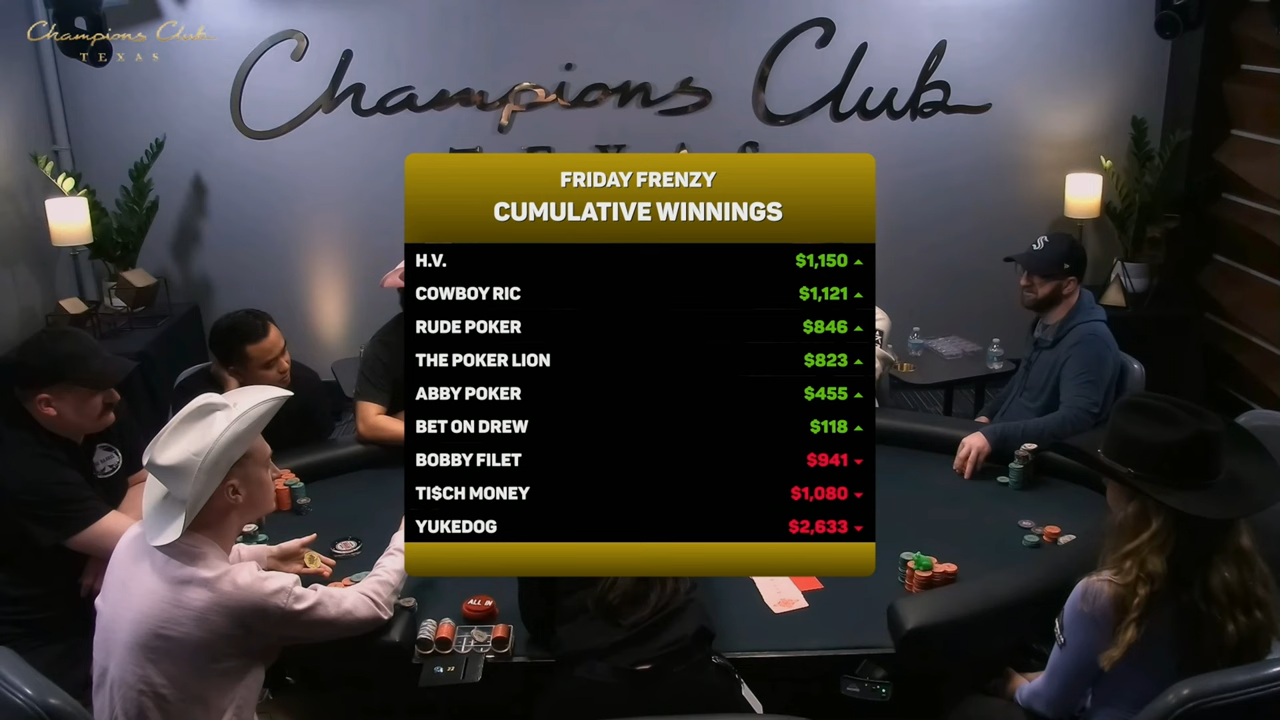 Champions Club
TEXAS
Champions Club
FRIDAY FRENZY
CUMULATIVE WINNINGS
H.V. $1,150
COWBOY RIC $1,121
RUDE POKER $846
THE POKER LION $823
ABBY POKER $455
BET ON DREW $118
BOBBY FILET $941
TI$CH MONEY $1,080
YUKEDOG $2,633
ALL IN